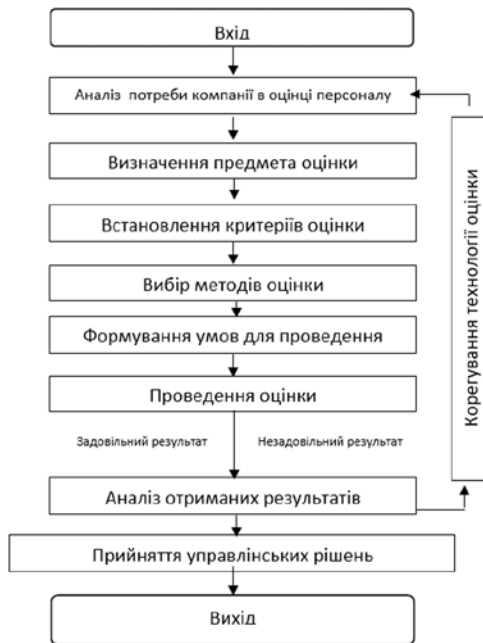 Вхід
Аналіз потреби компанії в оцінці персоналу
Визначення предмета оцінки
Встановлення критеріїв оцінки
Вибір методів оцінки
Формування умов для проведення
Проведення оцінки
Задовільний результат
Незадовільний результат
Аналіз отриманих результатів
Прийняття управлінських рішень
Вихід
Корегування технології оцінки